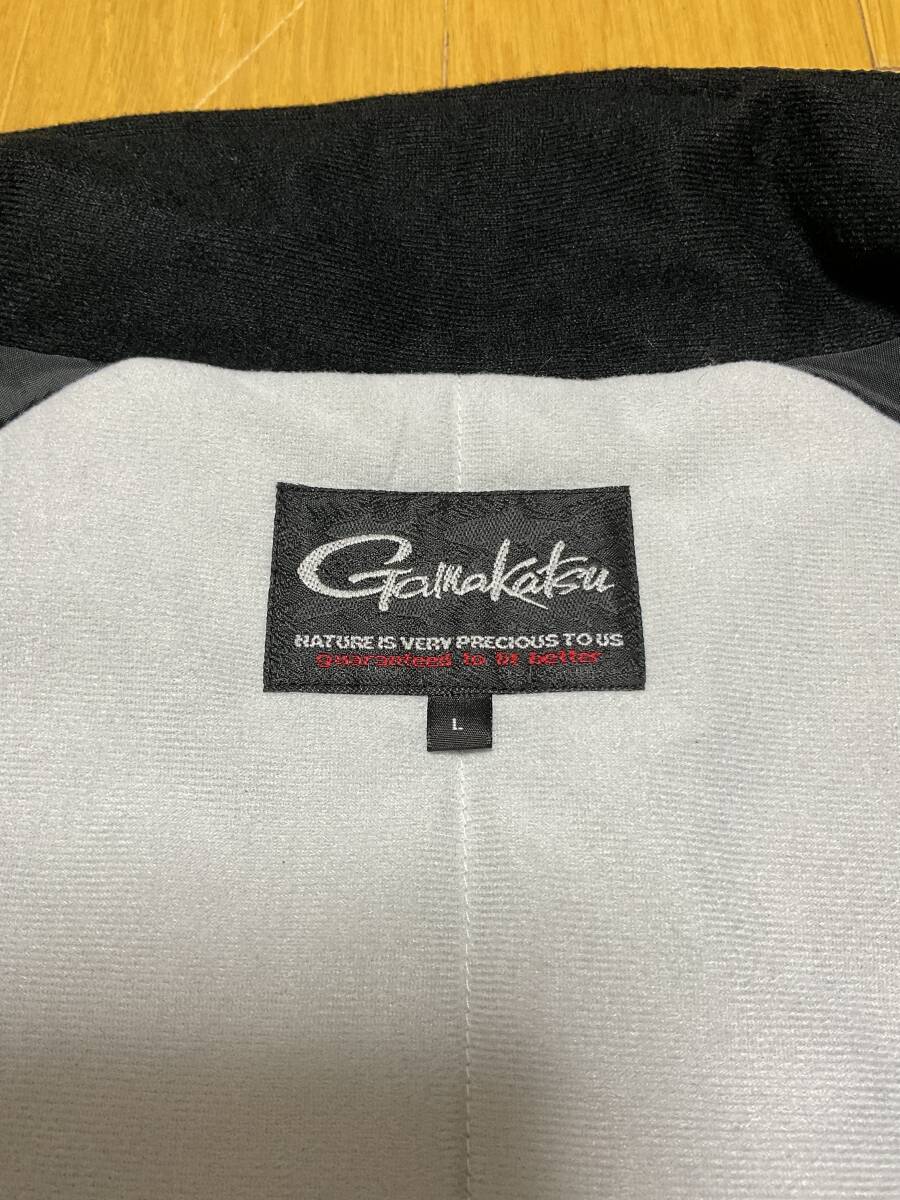 Gamakatsu
NATURE IS VERY PRECIOUS TO US
guaranteed to be better
L